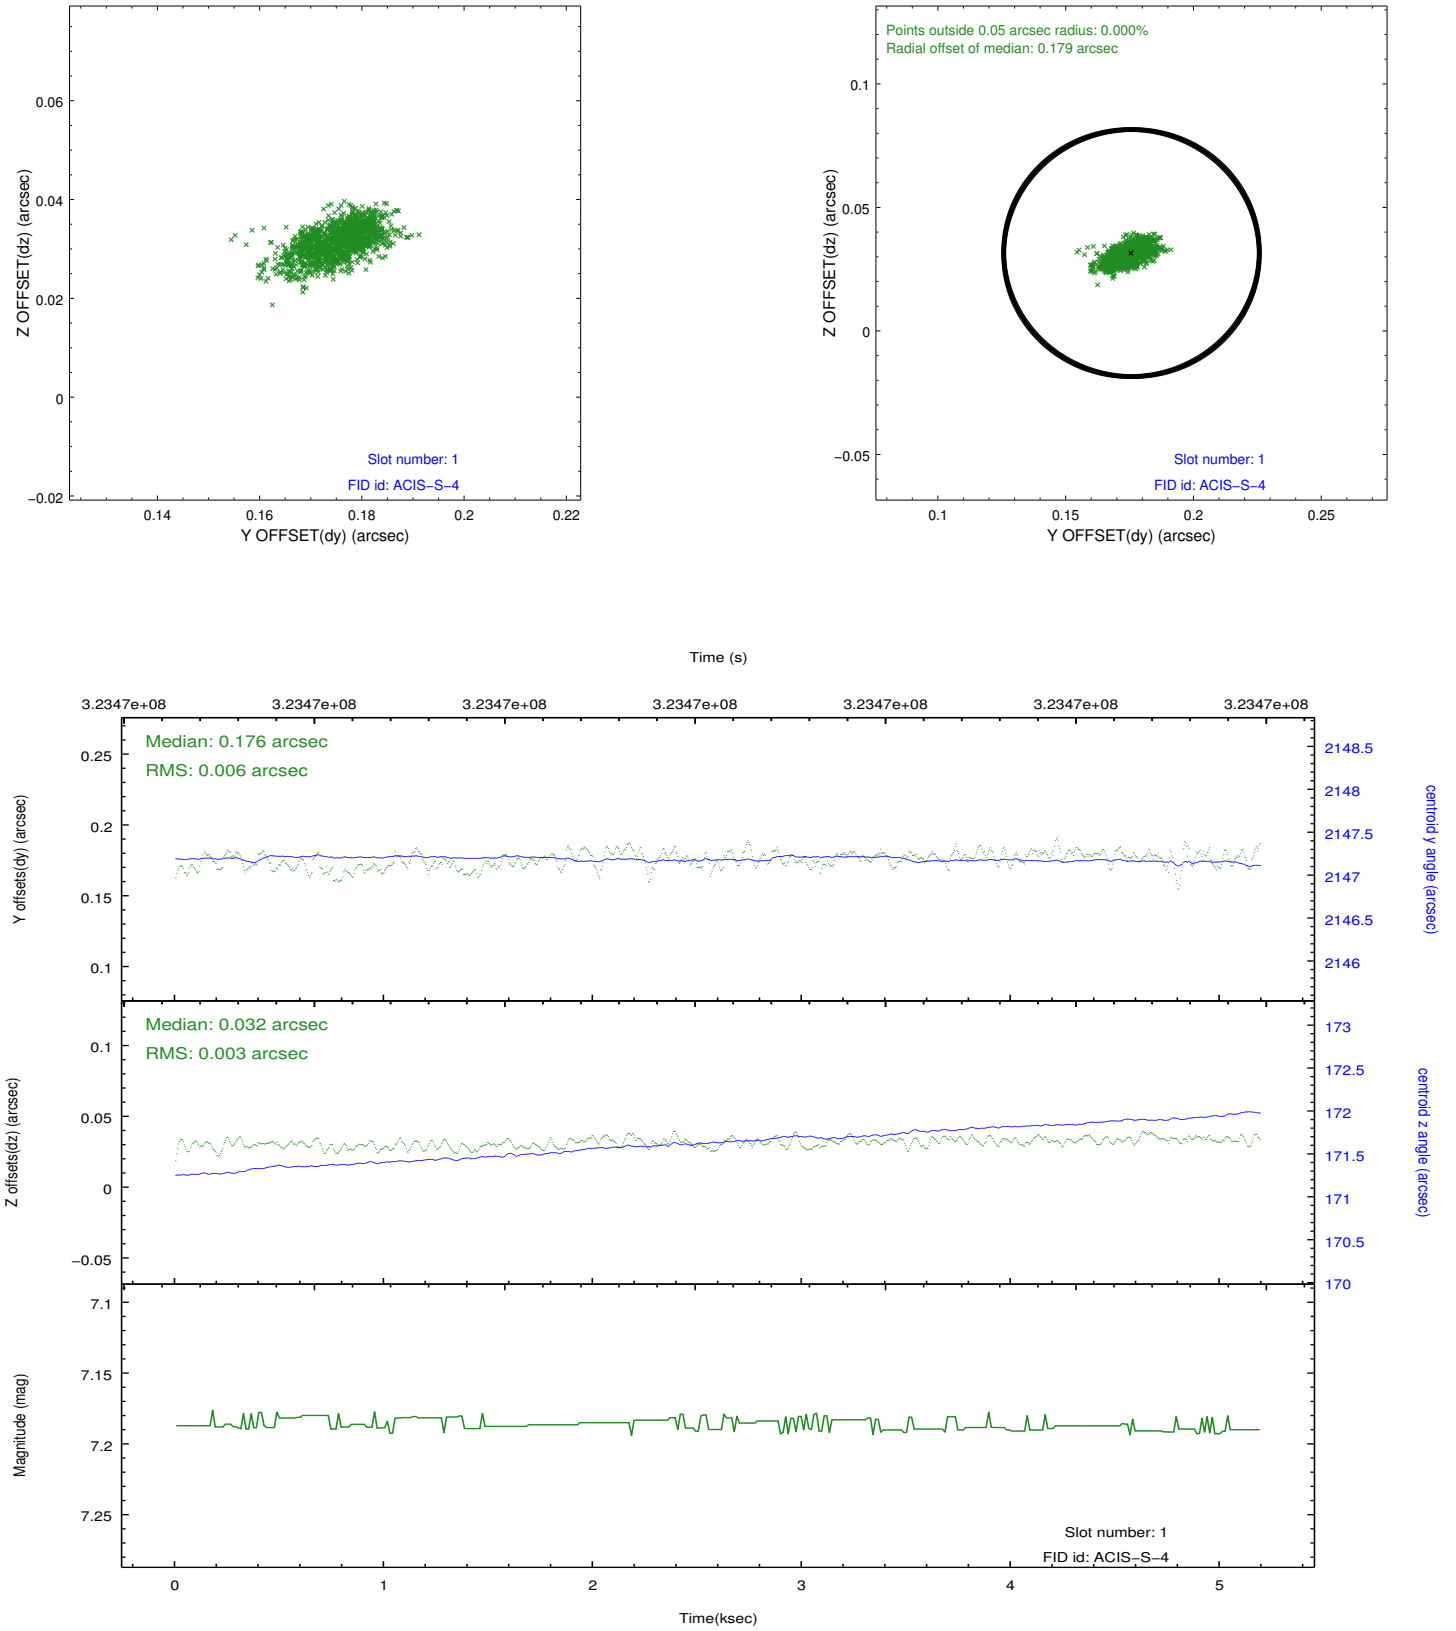 0.06
0.04
0.02
0
−0.02
Z OFFSET(dz) (arcsec)
Slot number: 1
FID id: ACIS−S−4
0.14
0.16
0.18
0.2
0.22
Y OFFSET(dy) (arcsec)
Points outside 0.05 arcsec radius: 0.000%
Radial offset of median: 0.179 arcsec
0.1
0.05
0
−0.05
Z OFFSET(dz) (arcsec)
Slot number: 1
FID id: ACIS−S−4
0.1
0.15
0.2
0.25
Y OFFSET(dy) (arcsec)
Time (s)
3.2347e+08 3.2347e+08 3.2347e+08 3.2347e+08 3.2347e+08 3.2347e+08 3.2347e+08
Median: 0.176 arcsec
RMS: 0.006 arcsec
0.25
0.2
0.15
0.1
Y offsets(dy) (arcsec)
2148.5
2148
2147.5
2147
2146.5
2146
centroid y angle (arcsec)
Median: 0.032 arcsec
RMS: 0.003 arcsec
0.1
0.05
0
−0.05
Z offsets(dz) (arcsec)
173
172.5
172
171.5
171
170.5
170
centroid z angle (arcsec)
7.1
7.15
7.2
7.25
Magnitude (mag)
Slot number: 1
FID id: ACIS−S−4
0 1 2 3 4 5
Time(ksec)